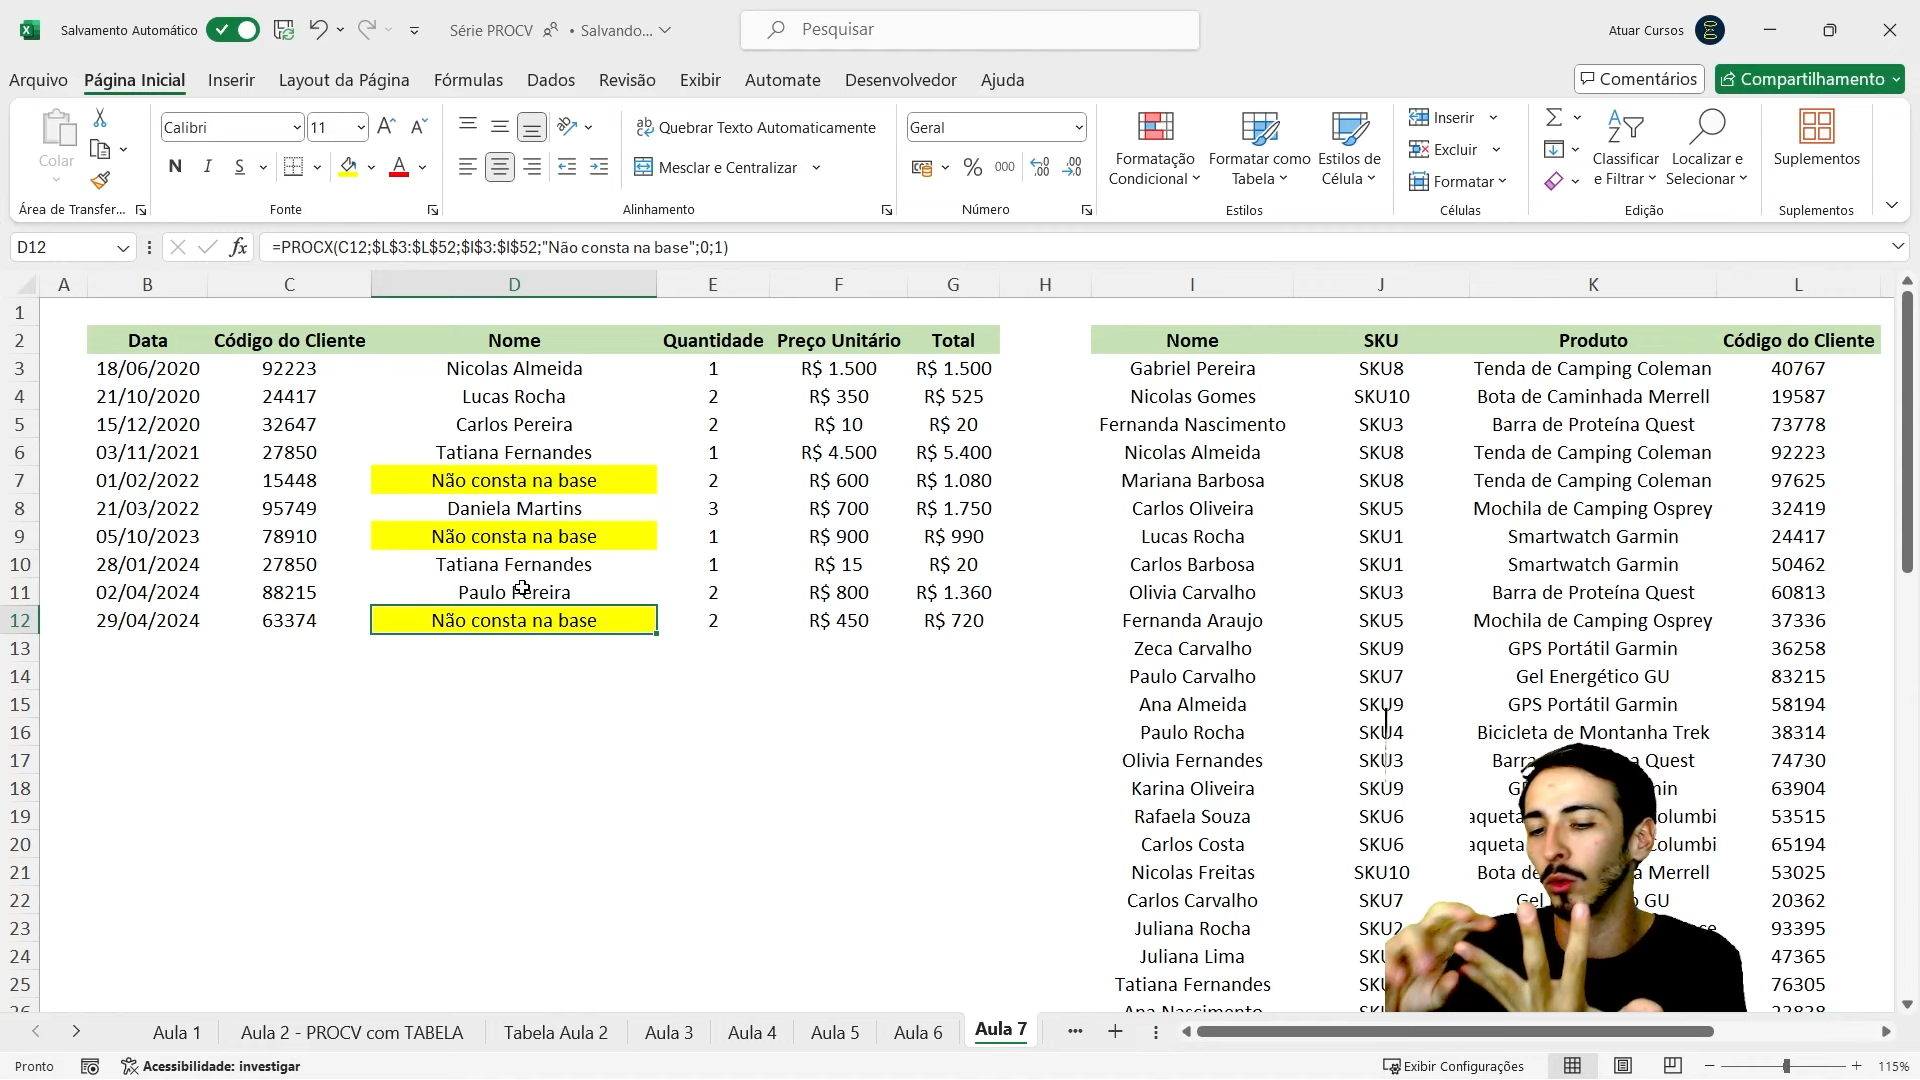 Salvamento Automático
Série PROCV
• Salvando...
Pesquisar
Atuar Cursos
Arquivo Página Inicial Inserir Layout da Página Fórmulas Dados Revisão Exibir Automate Desenvolvedor Ajuda
Comentários
Compartilhamento
Colar
Calibri
11
N I S
Quebrar Texto Automaticamente
Mesclar e Centralizar
Geral
% 000
Formatação Condicional
Formatar como Tabela
Estilos de Célula
Inserir
Excluir
Formatar
Classificar e Filtrar
Localizar e Selecionar
Suplementos
Área de Transfer... Fonte Alinhamento Número Estilos Células Edição Suplementos
D12
fx
=PROCX(C12;$L$3:$L$52;$I$3:$I$52;"Não consta na base";0;1)
A B C D E F G H I J K L
1
2 Data Código do Cliente Nome Quantidade Preço Unitário Total Nome SKU Produto Código do Cliente
3 18/06/2020 92223 Nicolas Almeida 1 R$ 1.500 R$ 1.500 Gabriel Pereira SKU8 Tenda de Camping Coleman 40767
4 21/10/2020 24417 Lucas Rocha 2 R$ 350 R$ 525 Nicolas Gomes SKU10 Bota de Caminhada Merrell 19587
5 15/12/2020 32647 Carlos Pereira 2 R$ 10 R$ 20 Fernanda Nascimento SKU3 Barra de Proteína Quest 73778
6 03/11/2021 27850 Tatiana Fernandes 1 R$ 4.500 R$ 5.400 Nicolas Almeida SKU8 Tenda de Camping Coleman 92223
7 01/02/2022 15448 Não consta na base 2 R$ 600 R$ 1.080 Mariana Barbosa SKU8 Tenda de Camping Coleman 97625
8 21/03/2022 95749 Daniela Martins 3 R$ 700 R$ 1.750 Carlos Oliveira SKU5 Mochila de Camping Osprey 32419
9 05/10/2023 78910 Não consta na base 1 R$ 900 R$ 990 Lucas Rocha SKU1 Smartwatch Garmin 24417
10 28/01/2024 27850 Tatiana Fernandes 1 R$ 15 R$ 20 Carlos Barbosa SKU1 Smartwatch Garmin 50462
11 02/04/2024 88215 Paulo Pereira 2 R$ 800 R$ 1.360 Olivia Carvalho SKU3 Barra de Proteína Quest 60813
12 29/04/2024 63374 Não consta na base 2 R$ 450 R$ 720 Fernanda Araujo SKU5 Mochila de Camping Osprey 37336
13 Zeca Carvalho SKU9 GPS Portátil Garmin 36258
14 Paulo Carvalho SKU7 Gel Energético GU 83215
15 Ana Almeida SKU9 GPS Portátil Garmin 58194
16 Paulo Rocha SKU4 Bicicleta de Montanha Trek 38314
17 Olivia Fernandes SKU3 Quest 74730
18 Karina Oliveira SKU9 63904
19 Rafaela Souza SKU6 53515
20 Carlos Costa SKU6 65194
21 Nicolas Freitas SKU10 Bota Merrell 53025
22 Carlos Carvalho SKU7 Gel GU 20362
23 Juliana Rocha SKU2 93395
24 Juliana Lima 47365
25 Tatiana Fernandes 76305
Ana Nascimento
Aula 1 Aula 2 - PROCV com TABELA Tabela Aula 2 Aula 3 Aula 4 Aula 5 Aula 6 Aula 7
Pronto Acessibilidade: investigar Exibir Configurações 115%